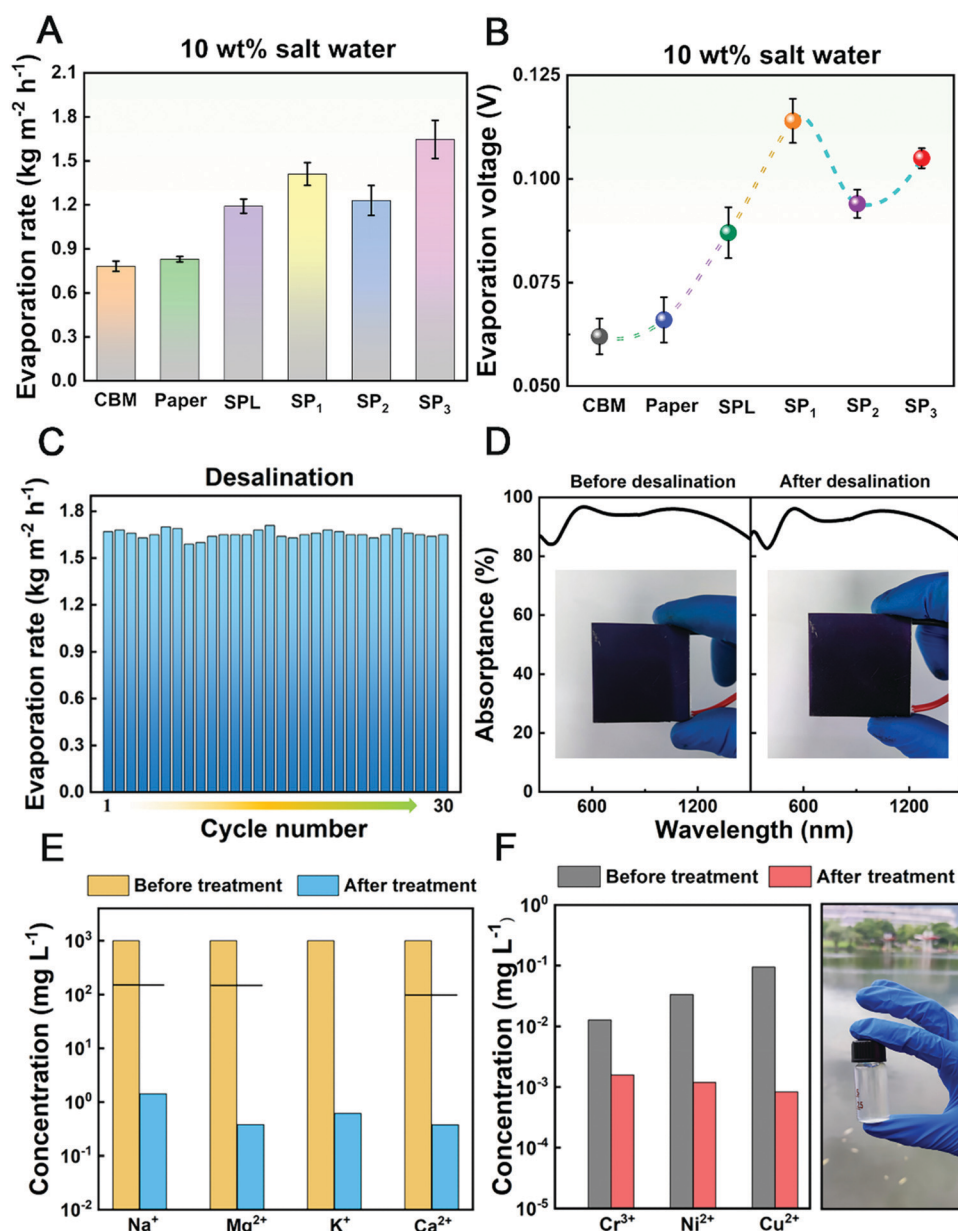 A
10 wt% salt water
Evaporation rate (kg m⁻² h⁻¹)
2.1
1.8
1.5
1.2
0.9
0.6
0.3
0.0
CBM Paper SPL SP₁ SP₂ SP₃
B
10 wt% salt water
Evaporation voltage (V)
0.125
0.100
0.075
0.050
CBM Paper SPL SP₁ SP₂ SP₃
C
Desalination
Evaporation rate (kg m⁻² h⁻¹)
1.8
1.5
1.2
0.9
0.6
0.3
0.0
1 30
Cycle number
D
Before desalination After desalination
Absorptance (%)
100
80
60
40
20
0
600 1200 600 1200
Wavelength (nm)
E
Before treatment After treatment
Concentration (mg L⁻¹)
10³
10²
10¹
10⁰
10⁻¹
10⁻²
Na⁺ Mg²⁺ K⁺ Ca²⁺
F
Before treatment After treatment
Concentration (mg L⁻¹)
10⁰
10⁻¹
10⁻²
10⁻³
10⁻⁴
10⁻⁵
Cr³⁺ Ni²⁺ Cu²⁺